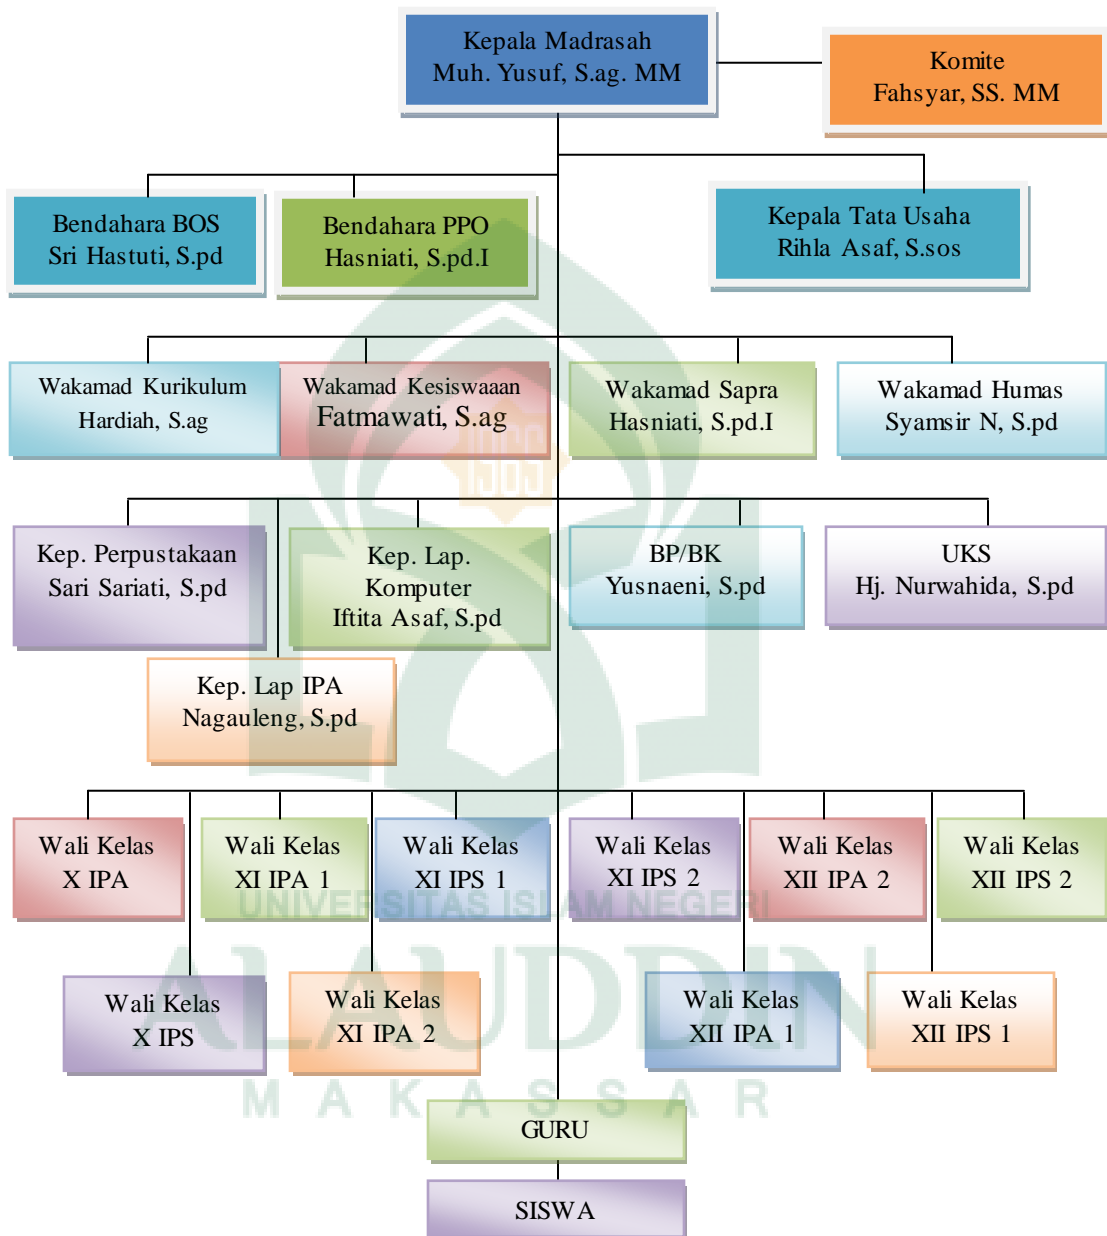 Kepala Madrasah
Muh. Yusuf, S.ag. MM
Komite
Fahsyar, SS. MM
Bendahara BOS
Sri Hastuti, S.pd
Bendahara PPO
Hasniati, S.pd.I
Kepala Tata Usaha
Rihla Asaf, S.sos
Wakamad Kurikulum
Hardiah, S.ag
Wakamad Kesiswaaan
Fatmawati, S.ag
Wakamad Sapra
Hasniati, S.pd.I
Wakamad Humas
Syamsir N, S.pd
1965
Kep. Perpustakaan
Sari Sariati, S.pd
Kep. Lap.
Komputer
Iftita Asaf, S.pd
BP/BK
Yusnaeni, S.pd
UKS
Hj. Nurwahida, S.pd
Kep. Lap IPA
Nagauleng, S.pd
Wali Kelas
X IPA
Wali Kelas
XI IPA 1
Wali Kelas
XI IPS 1
Wali Kelas
XI IPS 2
Wali Kelas
XII IPA 2
Wali Kelas
XII IPS 2
UNIVERSITAS ISLAM NEGERI
ALAUDDIN
Wali Kelas
X IPS
Wali Kelas
XI IPA 2
Wali Kelas
XII IPA 1
Wali Kelas
XII IPS 1
MAKASSAR
GURU
SISWA